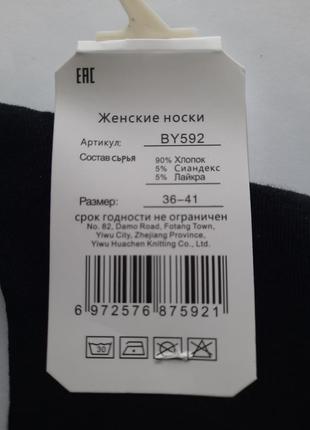 EAC
Женские носки
Артикул: BY592
Состав сырья 90% Хлопок
5% Сиандекс
5% Лайкра
Размер: 36–41
срок годности не ограничен
No. 82, Damo Road, Fotang Town,
Yiwu City, Zhejiang Province,
Yiwu Huachen Knitting Co., Ltd.
6 972576 875921
30